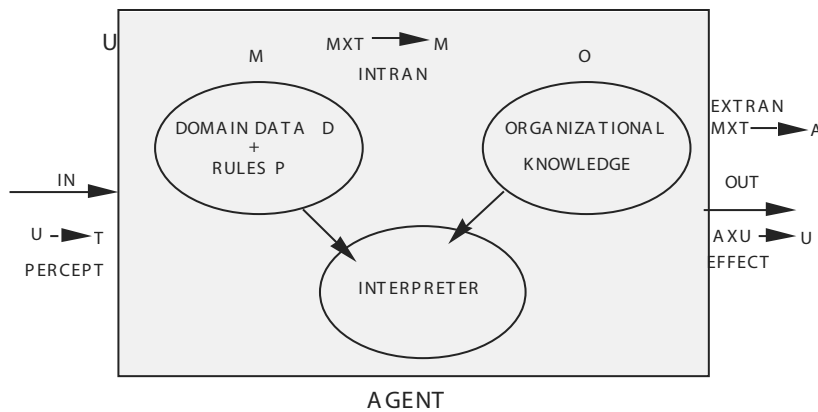 U
M
MXT M
INTRAN
O
DOMAIN DATA D
+
RULES P
ORGANIZATIONAL
KNOWLEDGE
EXTRAN
MXT A
IN
OUT
U T
PERCEPT
AXU U
EFFECT
INTERPRETER
AGENT